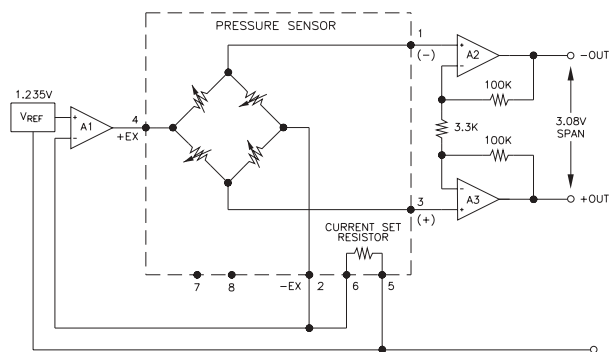 PRESSURE SENSOR
1
(−)
+
−
A2
−OUT
100K
1.235V
VREF
+
−
A1
4
+EX
3.3K
3.08V
SPAN
100K
−
+
A3
+OUT
3
(+)
CURRENT SET
RESISTOR
7
8
−EX
2
6
5